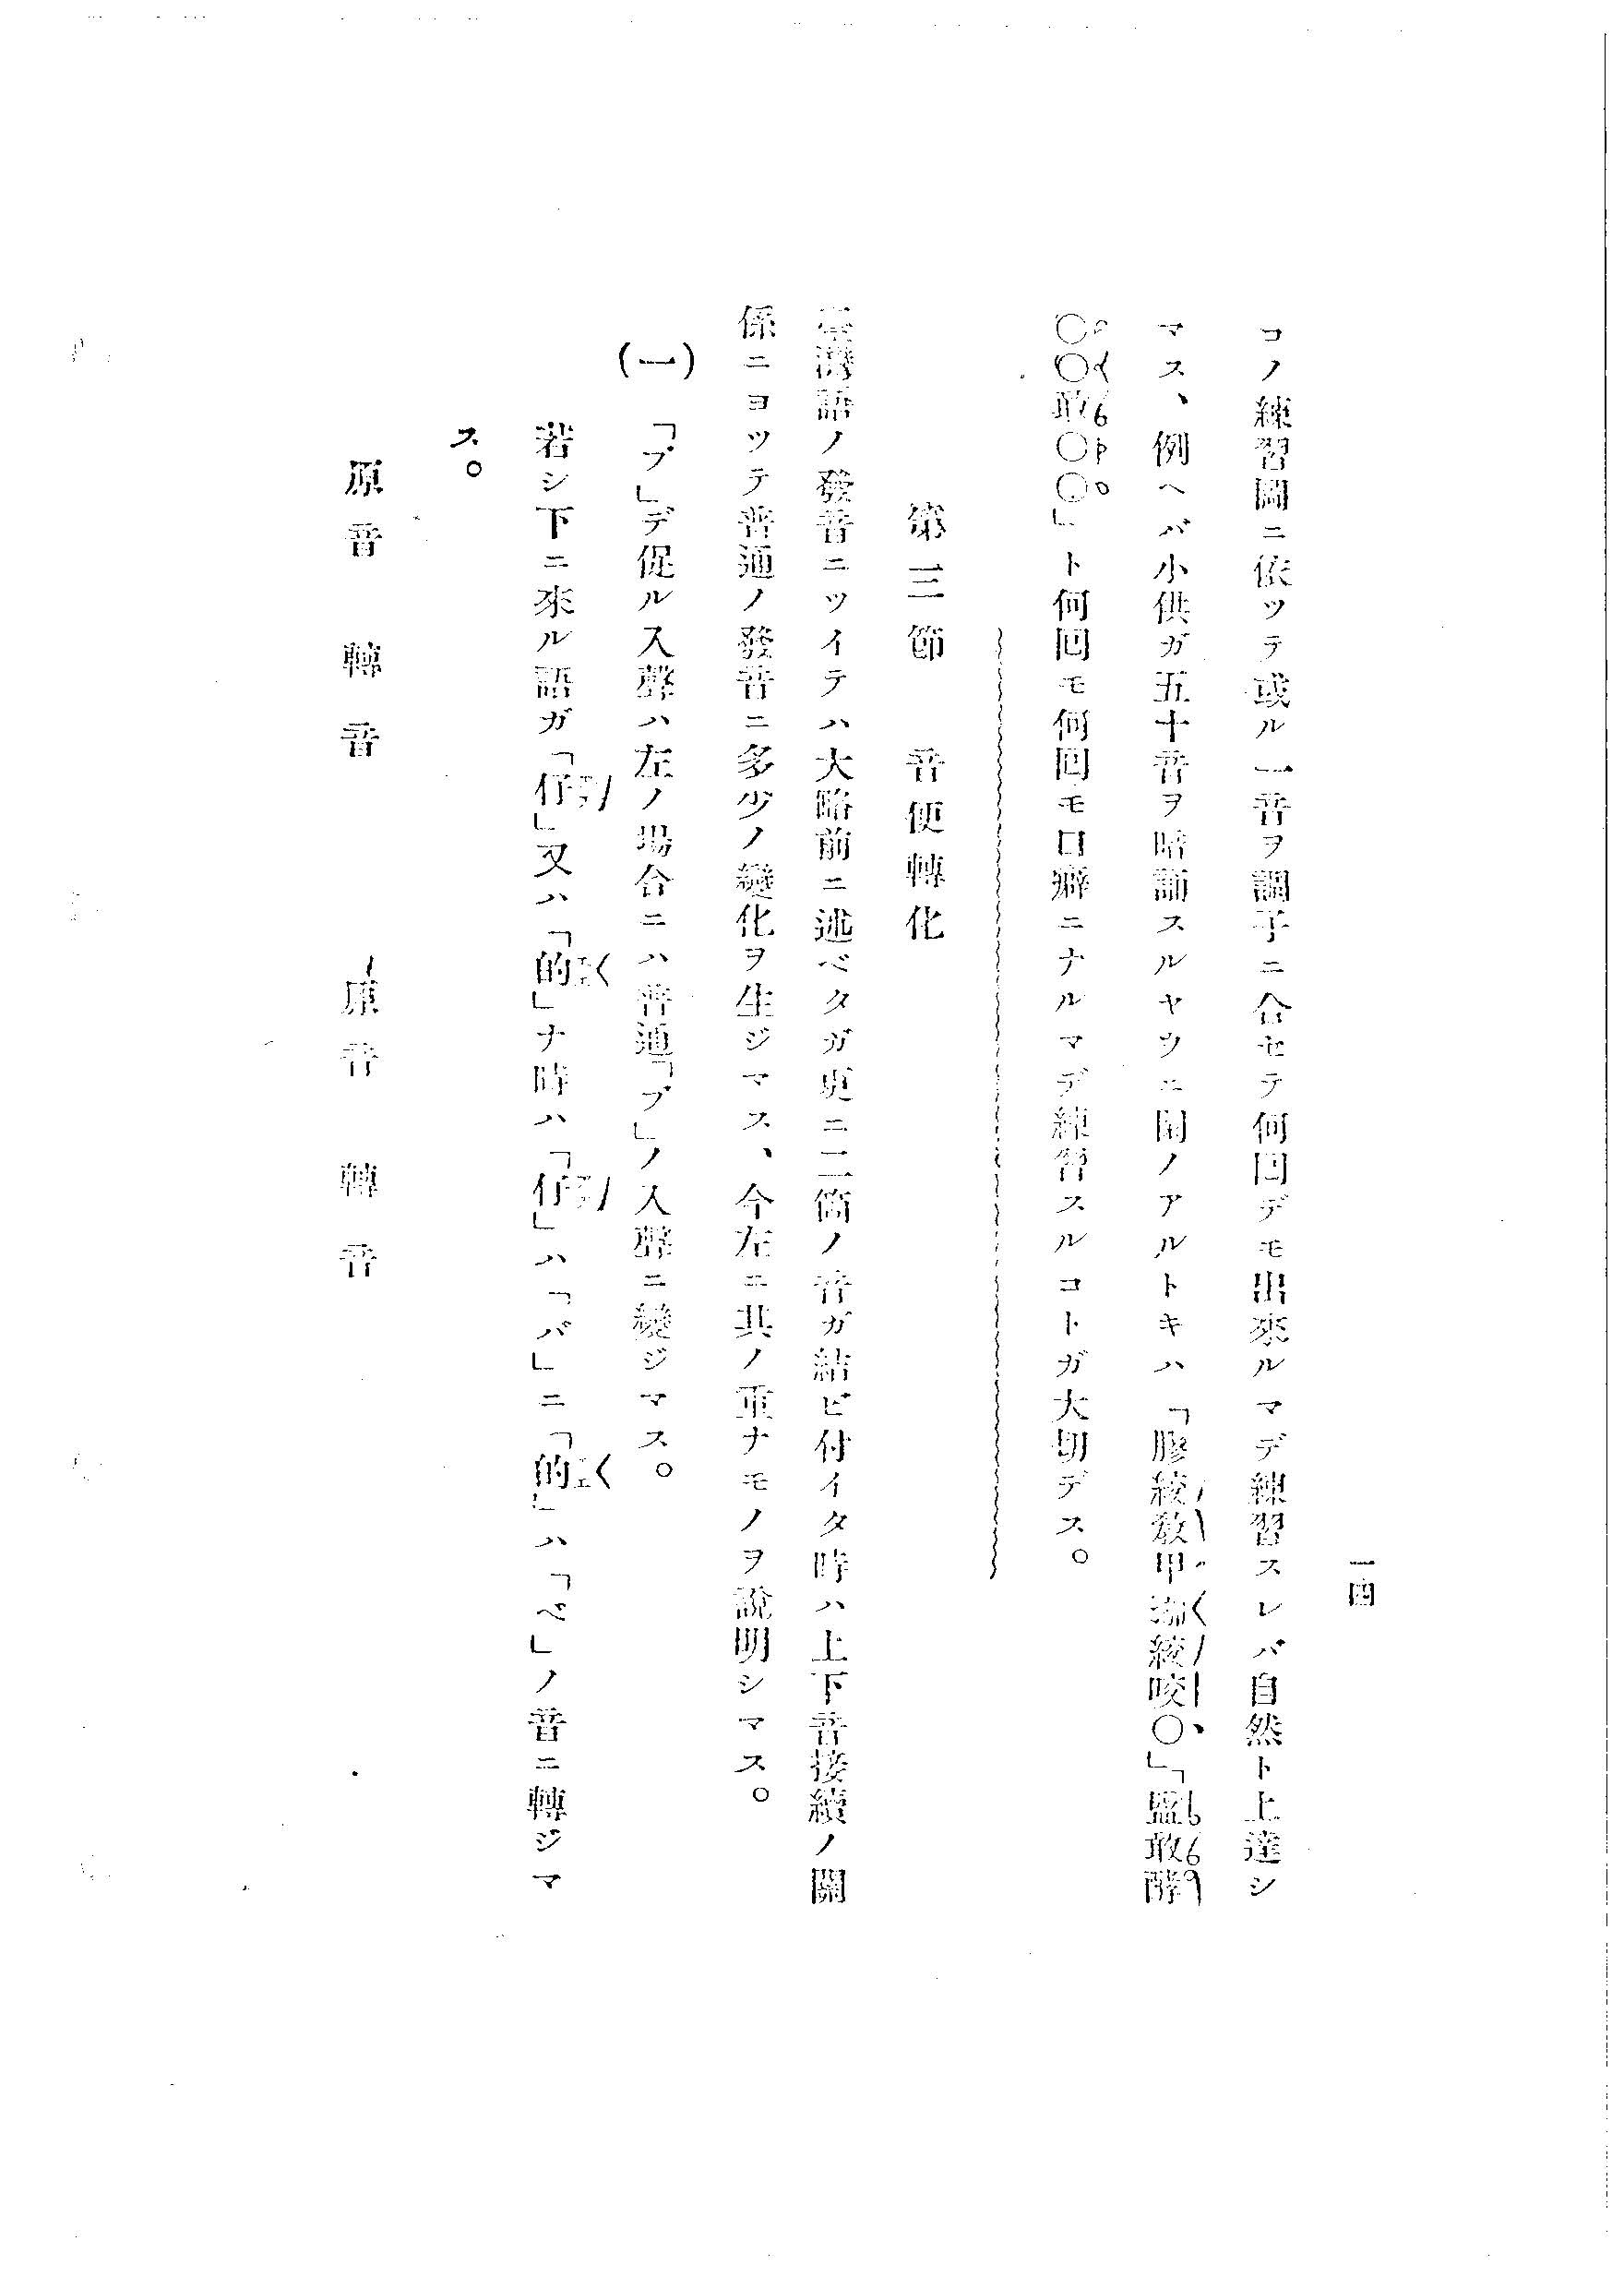 一四
コノ練習圖ニ依ツテ或ル一音ヲ調子ニ合セテ何回デモ出來ルマデ練習スレバ自然ト上達シ
マス、例ヘバ小供ガ五十音ヲ暗誦スルヤウニ閑ノアルトキハ「膠絞敎甲絞咬〇」「監敢酵
〇〇敢〇〇」ト何回モ何回モ口癖ニナルマデ練習スルコトガ大切デス。
第三節 音便轉化
臺灣語ノ發音ニツイテハ大略前ニ述ベタガ更ニ二箇ノ音ガ結ビ付イタ時ハ上下音接續ノ關
係ニヨツテ普通ノ發音ニ多少ノ變化ヲ生ジマス、今左ニ其ノ重ナモノヲ說明シマス。
(一) 「プ」デ促ル入聲ハ左ノ場合ニハ普通「ブ」ノ入聲ニ變ジマス。
若シ下ニ來ル語ガ「仔」又ハ「的」ナ時ハ「仔」ハ「バ」ニ「的」ハ「ベ」ノ音ニ轉ジマ
ス。
原音 轉音 原音 轉音